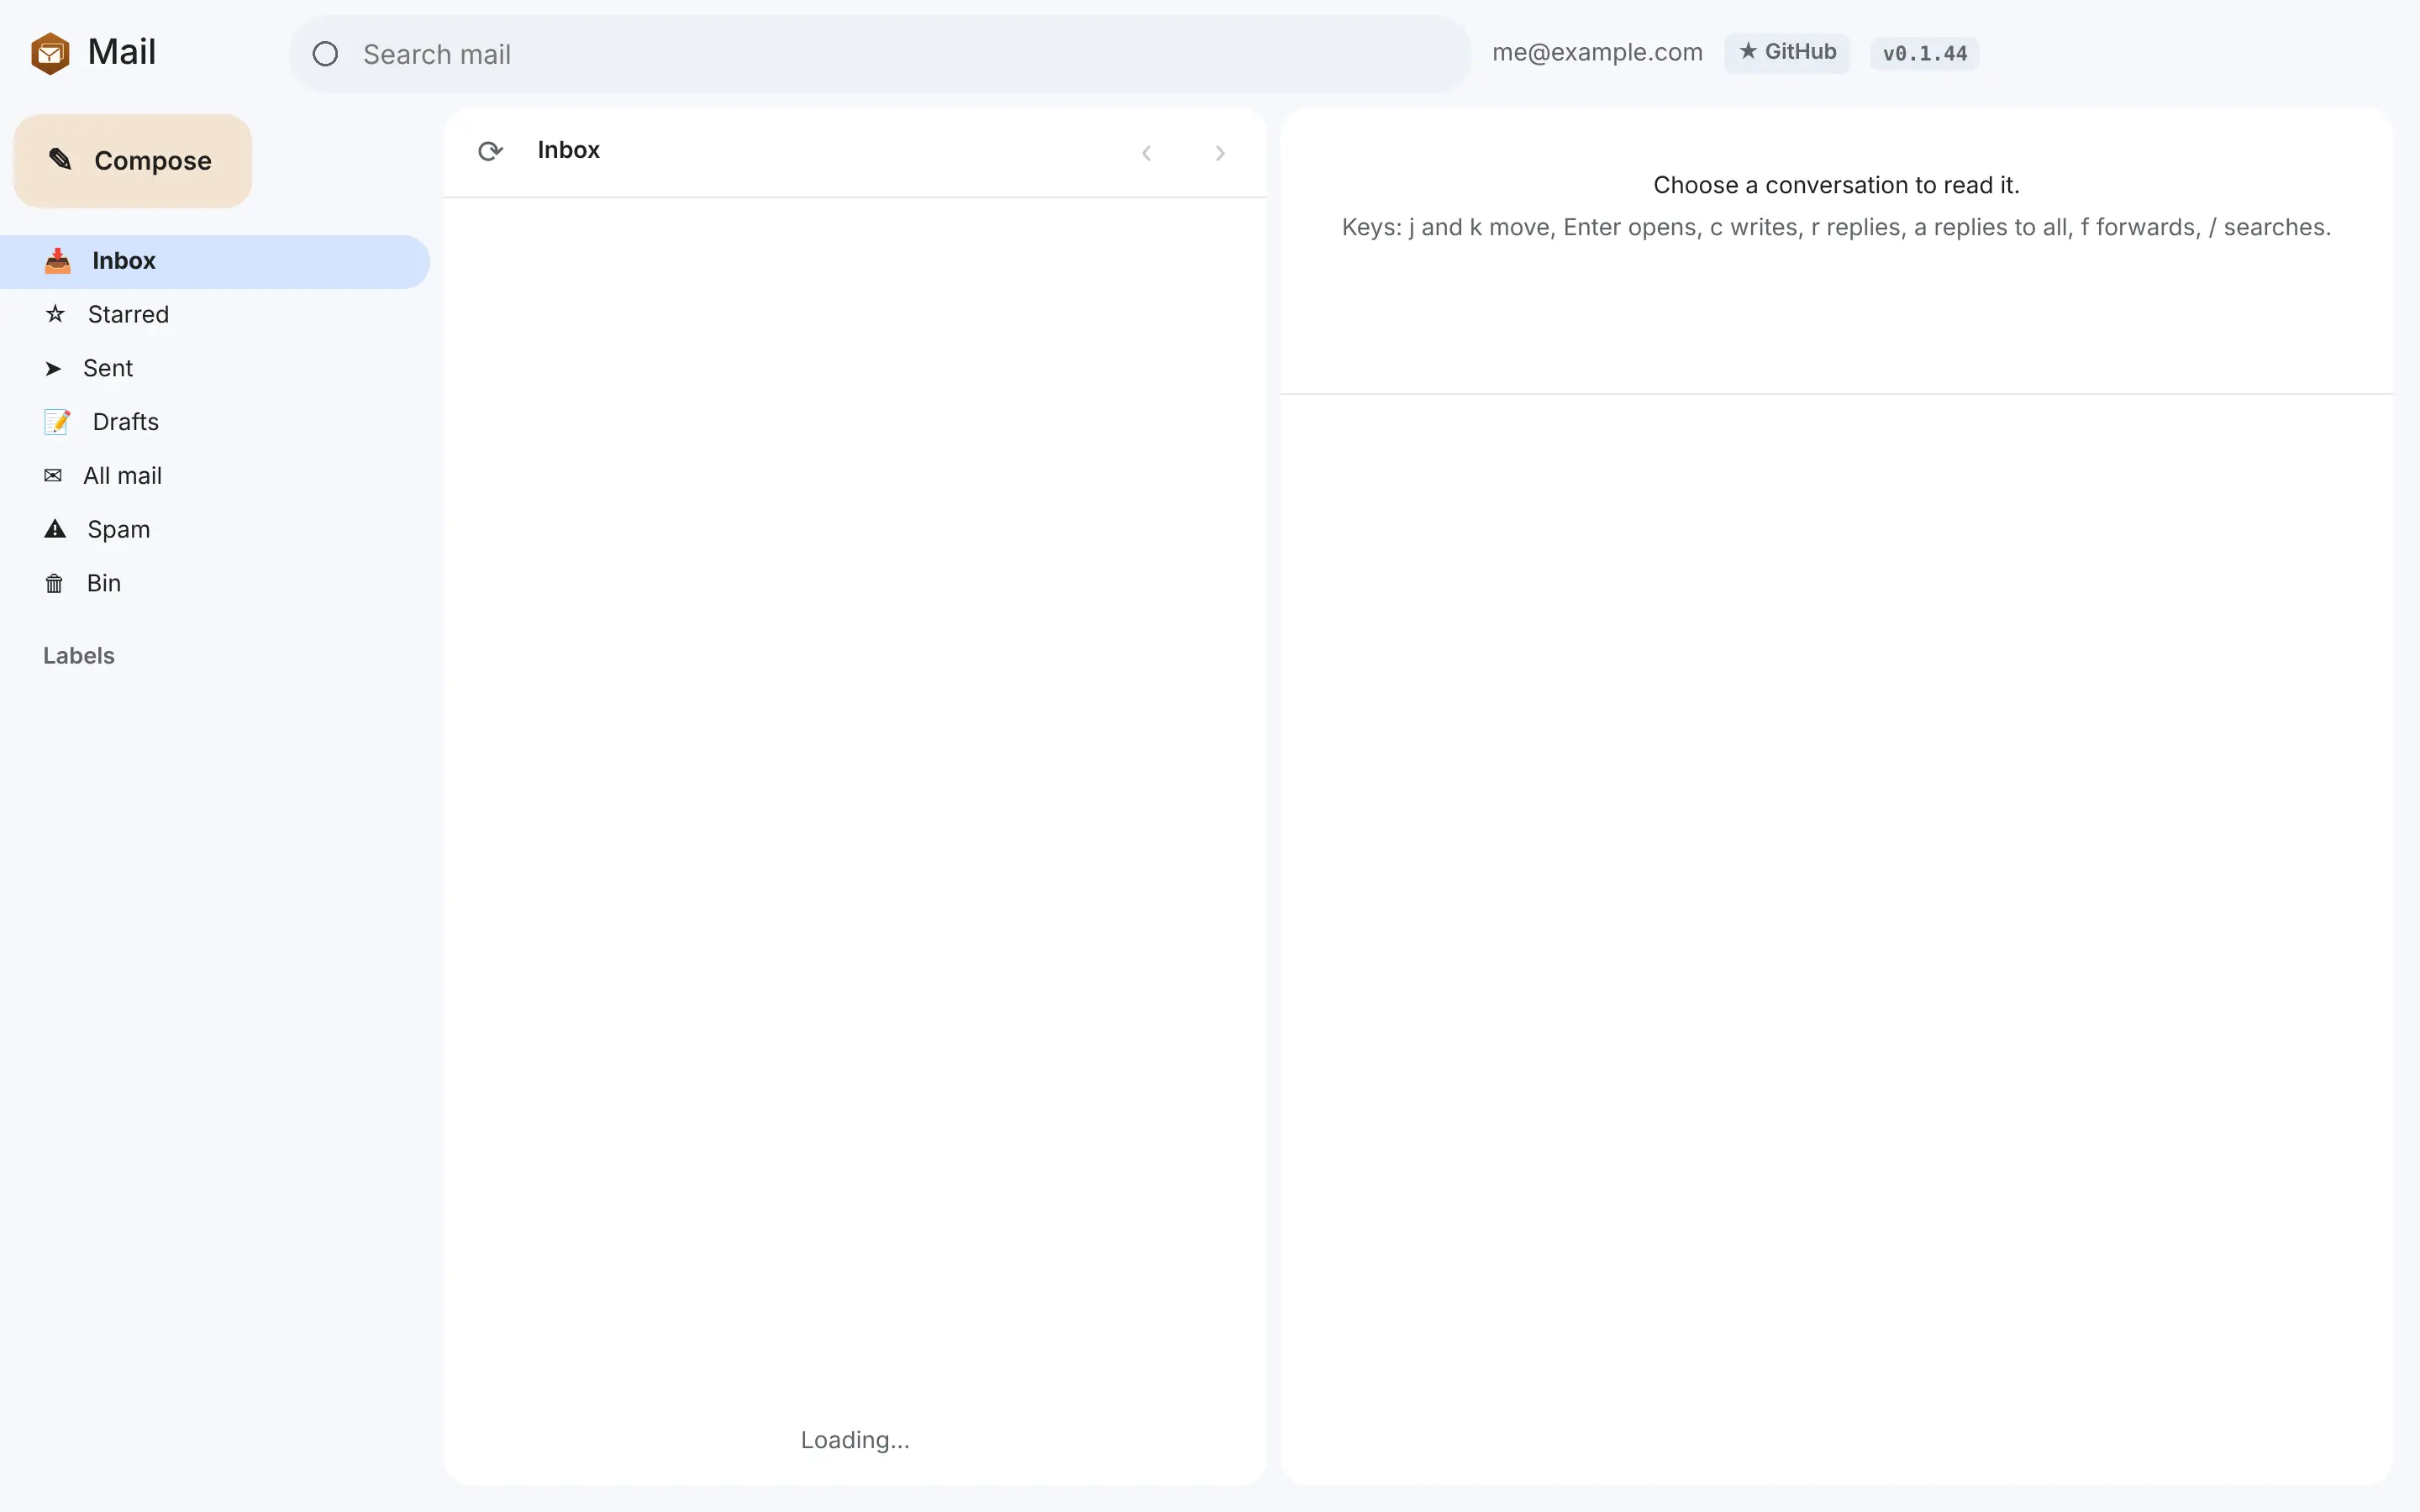 Mail
Search mail
me@example.com
★ GitHub
v0.1.44
Compose
Inbox
Starred
Sent
Drafts
All mail
Spam
Bin
Labels
Inbox
Loading...
Choose a conversation to read it.
Keys: j and k move, Enter opens, c writes, r replies, a replies to all, f forwards, / searches.